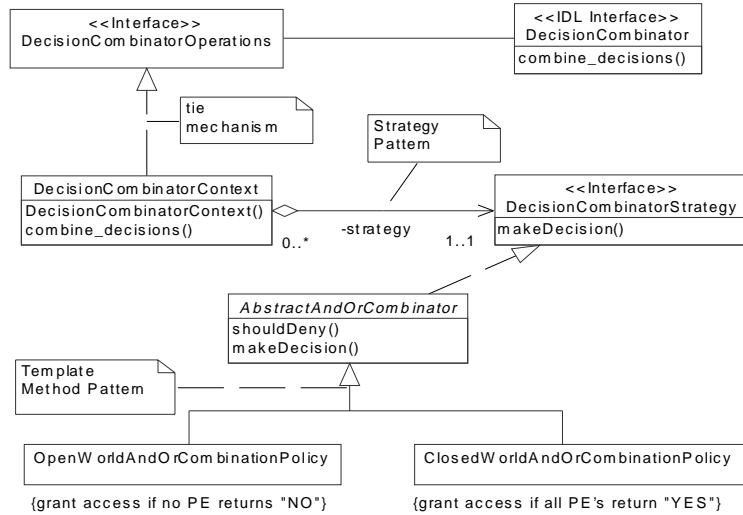 <<Interface>>
DecisionCombinatorOperations
<<IDL Interface>>
DecisionCombinator
combine_decisions()
tie
mechanism
Strategy
Pattern
DecisionCombinatorContext
DecisionCombinatorContext()
combine_decisions()
0..*
-strategy
1..1
<<Interface>>
DecisionCombinatorStrategy
makeDecision()
AbstractAndOrCombinator
shouldDeny()
makeDecision()
Template
Method Pattern
OpenWorldAndOrCombinationPolicy
ClosedWorldAndOrCombinationPolicy
{grant access if no PE returns "NO"}
{grant access if all PE's return "YES"}